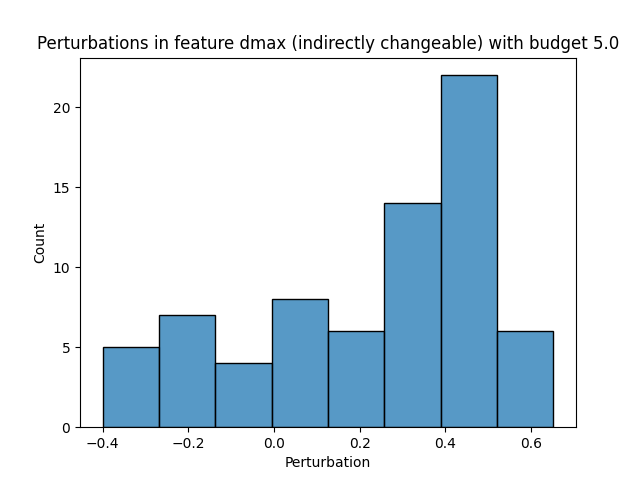 Perturbations in feature dmax (indirectly changeable) with budget 5.0
20
15
10
5
0
Count
−0.4 −0.2 0.0 0.2 0.4 0.6
Perturbation